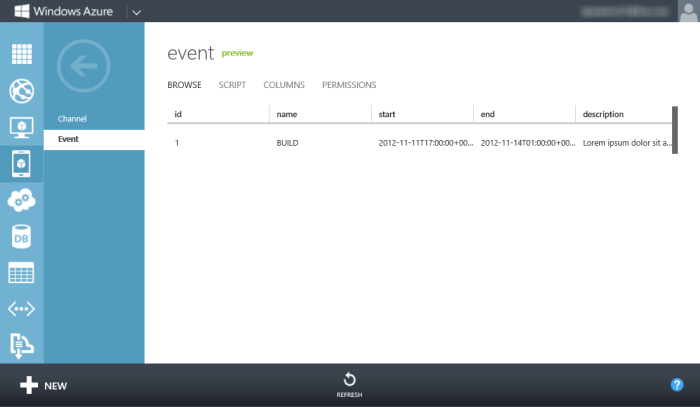 Windows Azure
event preview
BROWSE SCRIPT COLUMNS PERMISSIONS
id name start end description
1 BUILD 2012-11-11T17:00:00+00... 2012-11-14T01:00:00+00... Lorem ipsum dolor sit a...
Channel
Event
DB
NEW
REFRESH
?